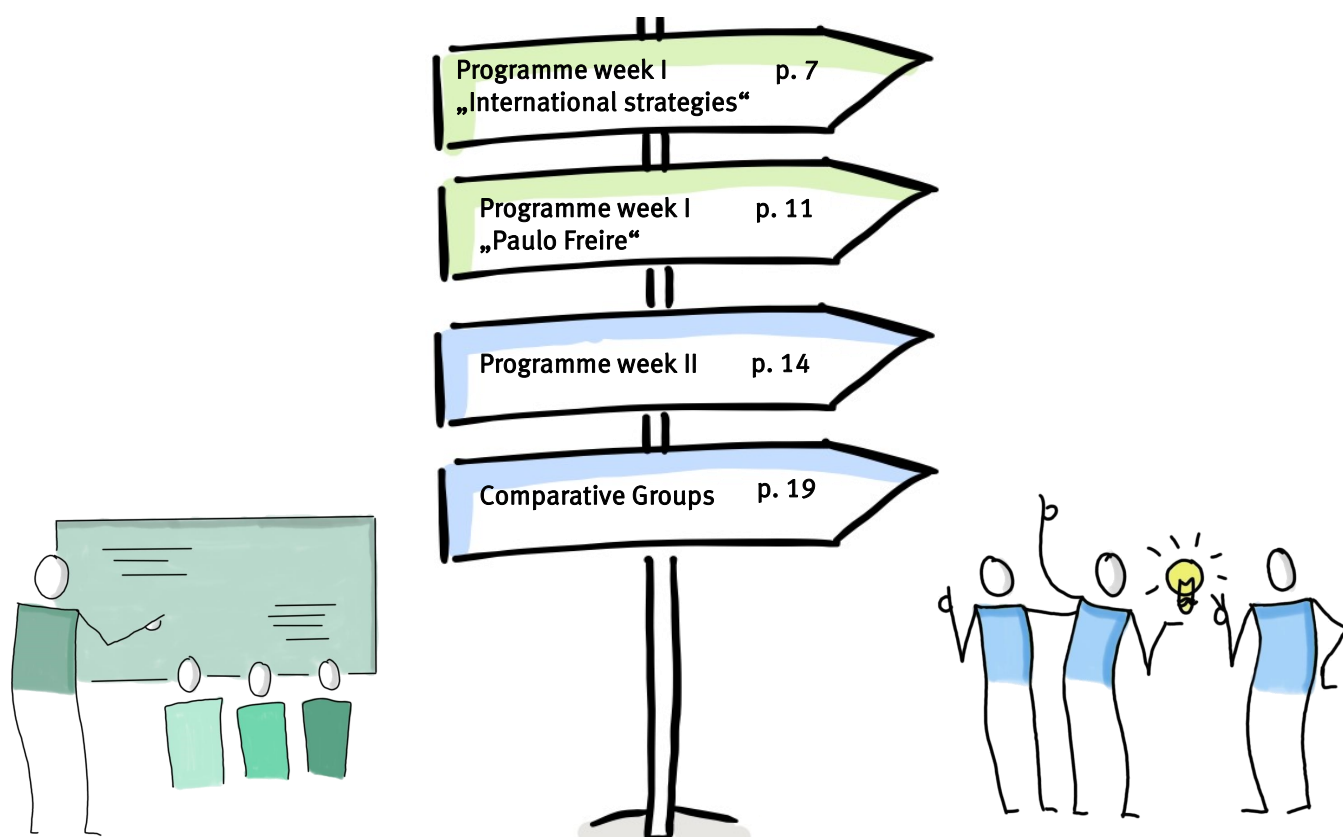 Programme week I p. 7
„International strategies“
Programme week I p. 11
„Paulo Freire“
Programme week II p. 14
Comparative Groups p. 19